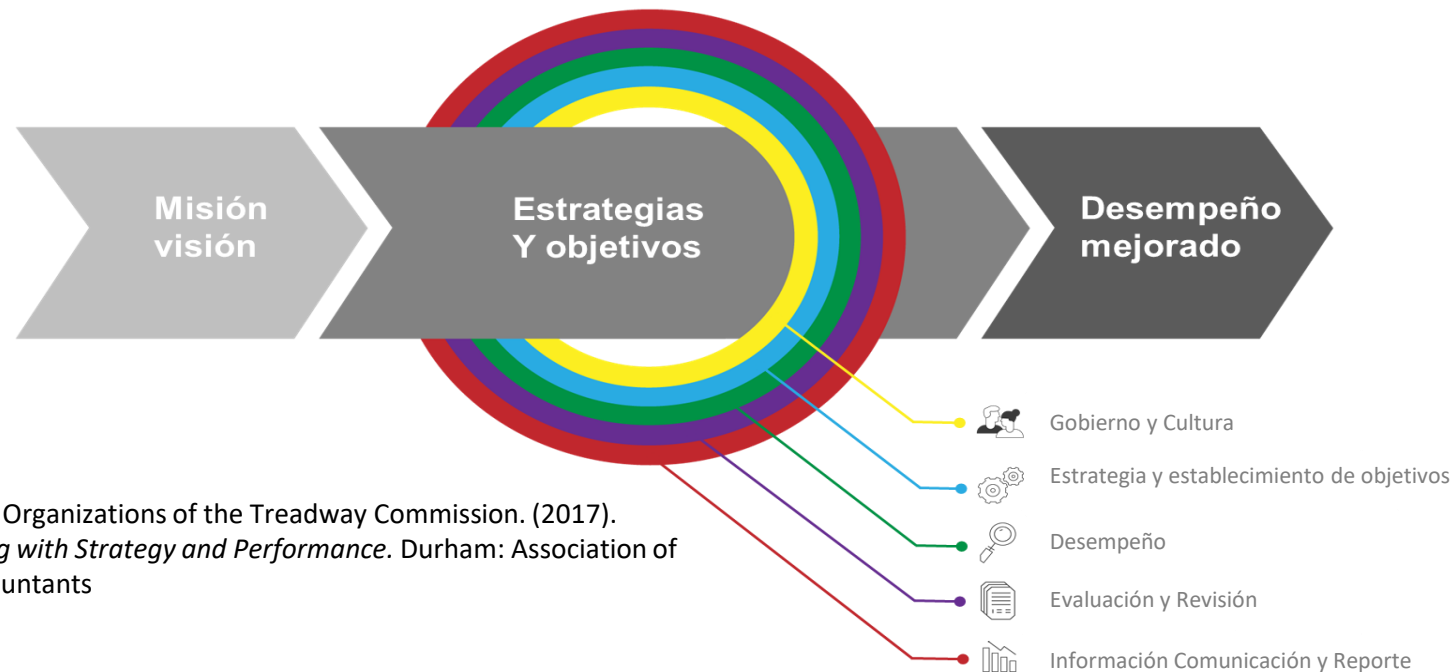 Misión
visión
Estrategias
Y objetivos
Desempeño
mejorado
Gobierno y Cultura
Estrategia y establecimiento de objetivos
Desempeño
Evaluación y Revisión
Información Comunicación y Reporte
Organizations of the Treadway Commission. (2017).
with Strategy and Performance. Durham: Association of